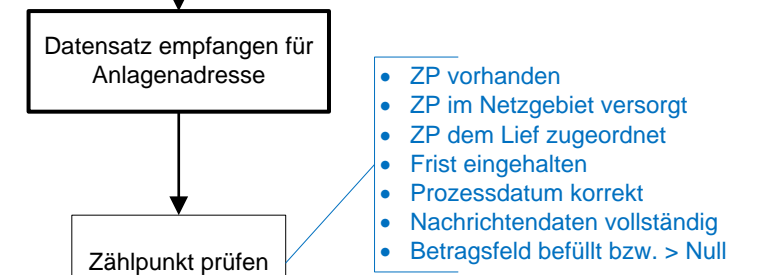 Datensatz empfangen für
Anlagenadresse
• ZP vorhanden
• ZP im Netzgebiet versorgt
• ZP dem Lief zugeordnet
• Frist eingehalten
• Prozessdatum korrekt
• Nachrichtendaten vollständig
• Betragsfeld befüllt bzw. > Null
Zählpunkt prüfen